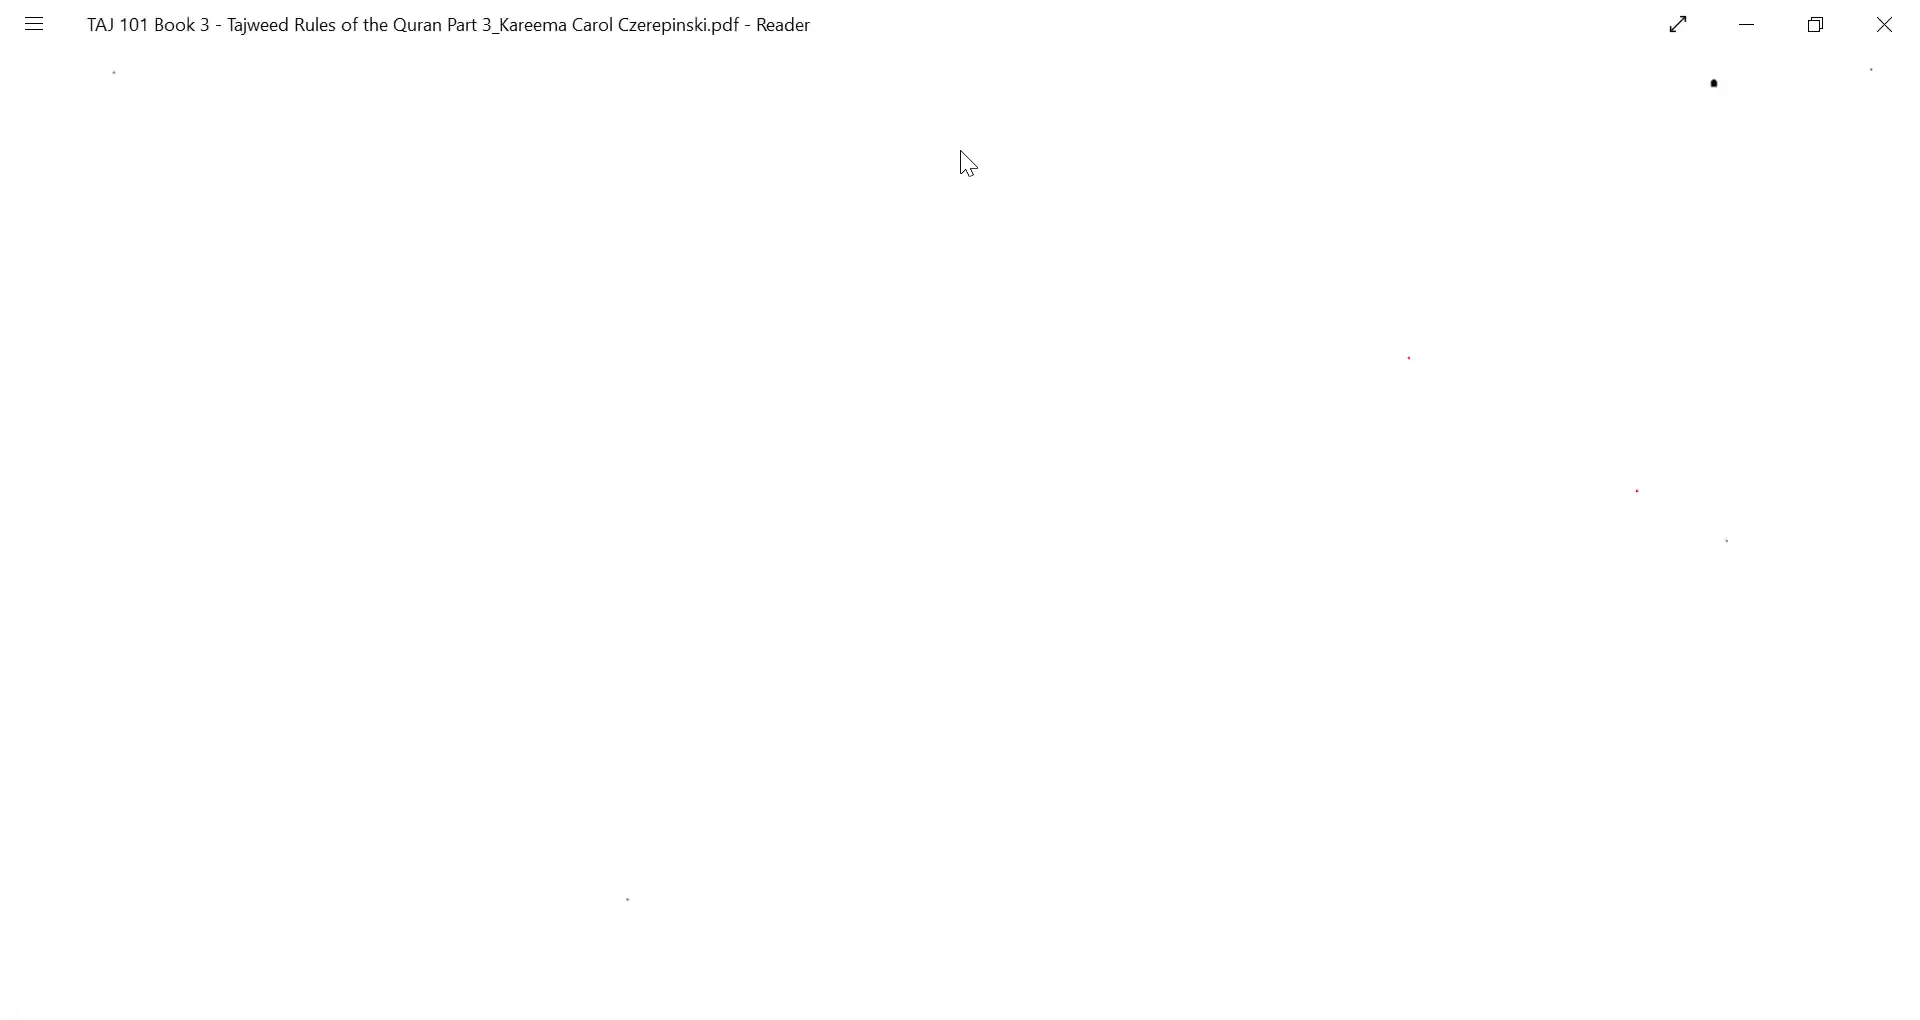 TAJ 101 Book 3 - Tajweed Rules of the Quran Part 3_Kareema Carol Czerepinski.pdf - Reader